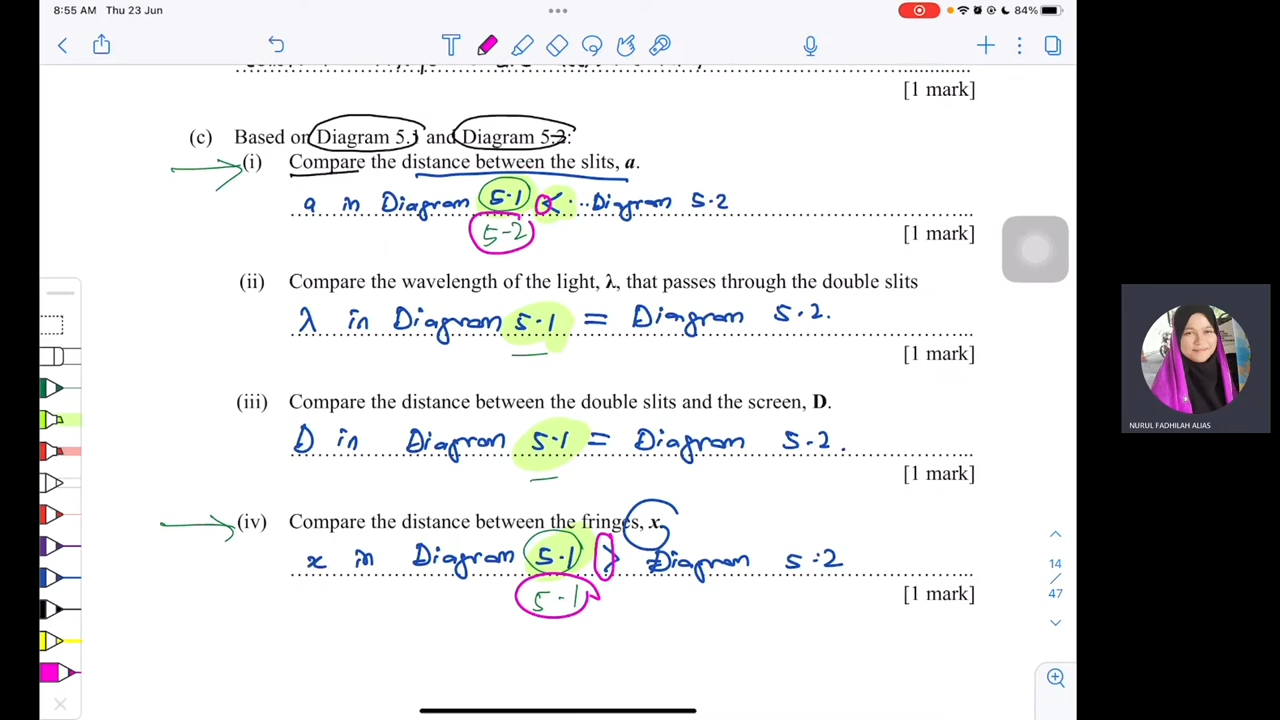 8:55 AM Thu 23 Jun
84%
[1 mark]
(c) Based on Diagram 5.1 and Diagram 5.2:
(i) Compare the distance between the slits, a.
a in Diagram 5.1 < Diagram 5.2
5-2
[1 mark]
(ii) Compare the wavelength of the light, λ, that passes through the double slits
λ in Diagram 5.1 = Diagram 5.2.
[1 mark]
(iii) Compare the distance between the double slits and the screen, D.
D in Diagram 5.1 = Diagram 5.2.
[1 mark]
(iv) Compare the distance between the fringes, x.
x in Diagram 5.1 > Diagram 5.2
5-1
[1 mark]
14
/
47
NURUL FADHILAH ALIAS